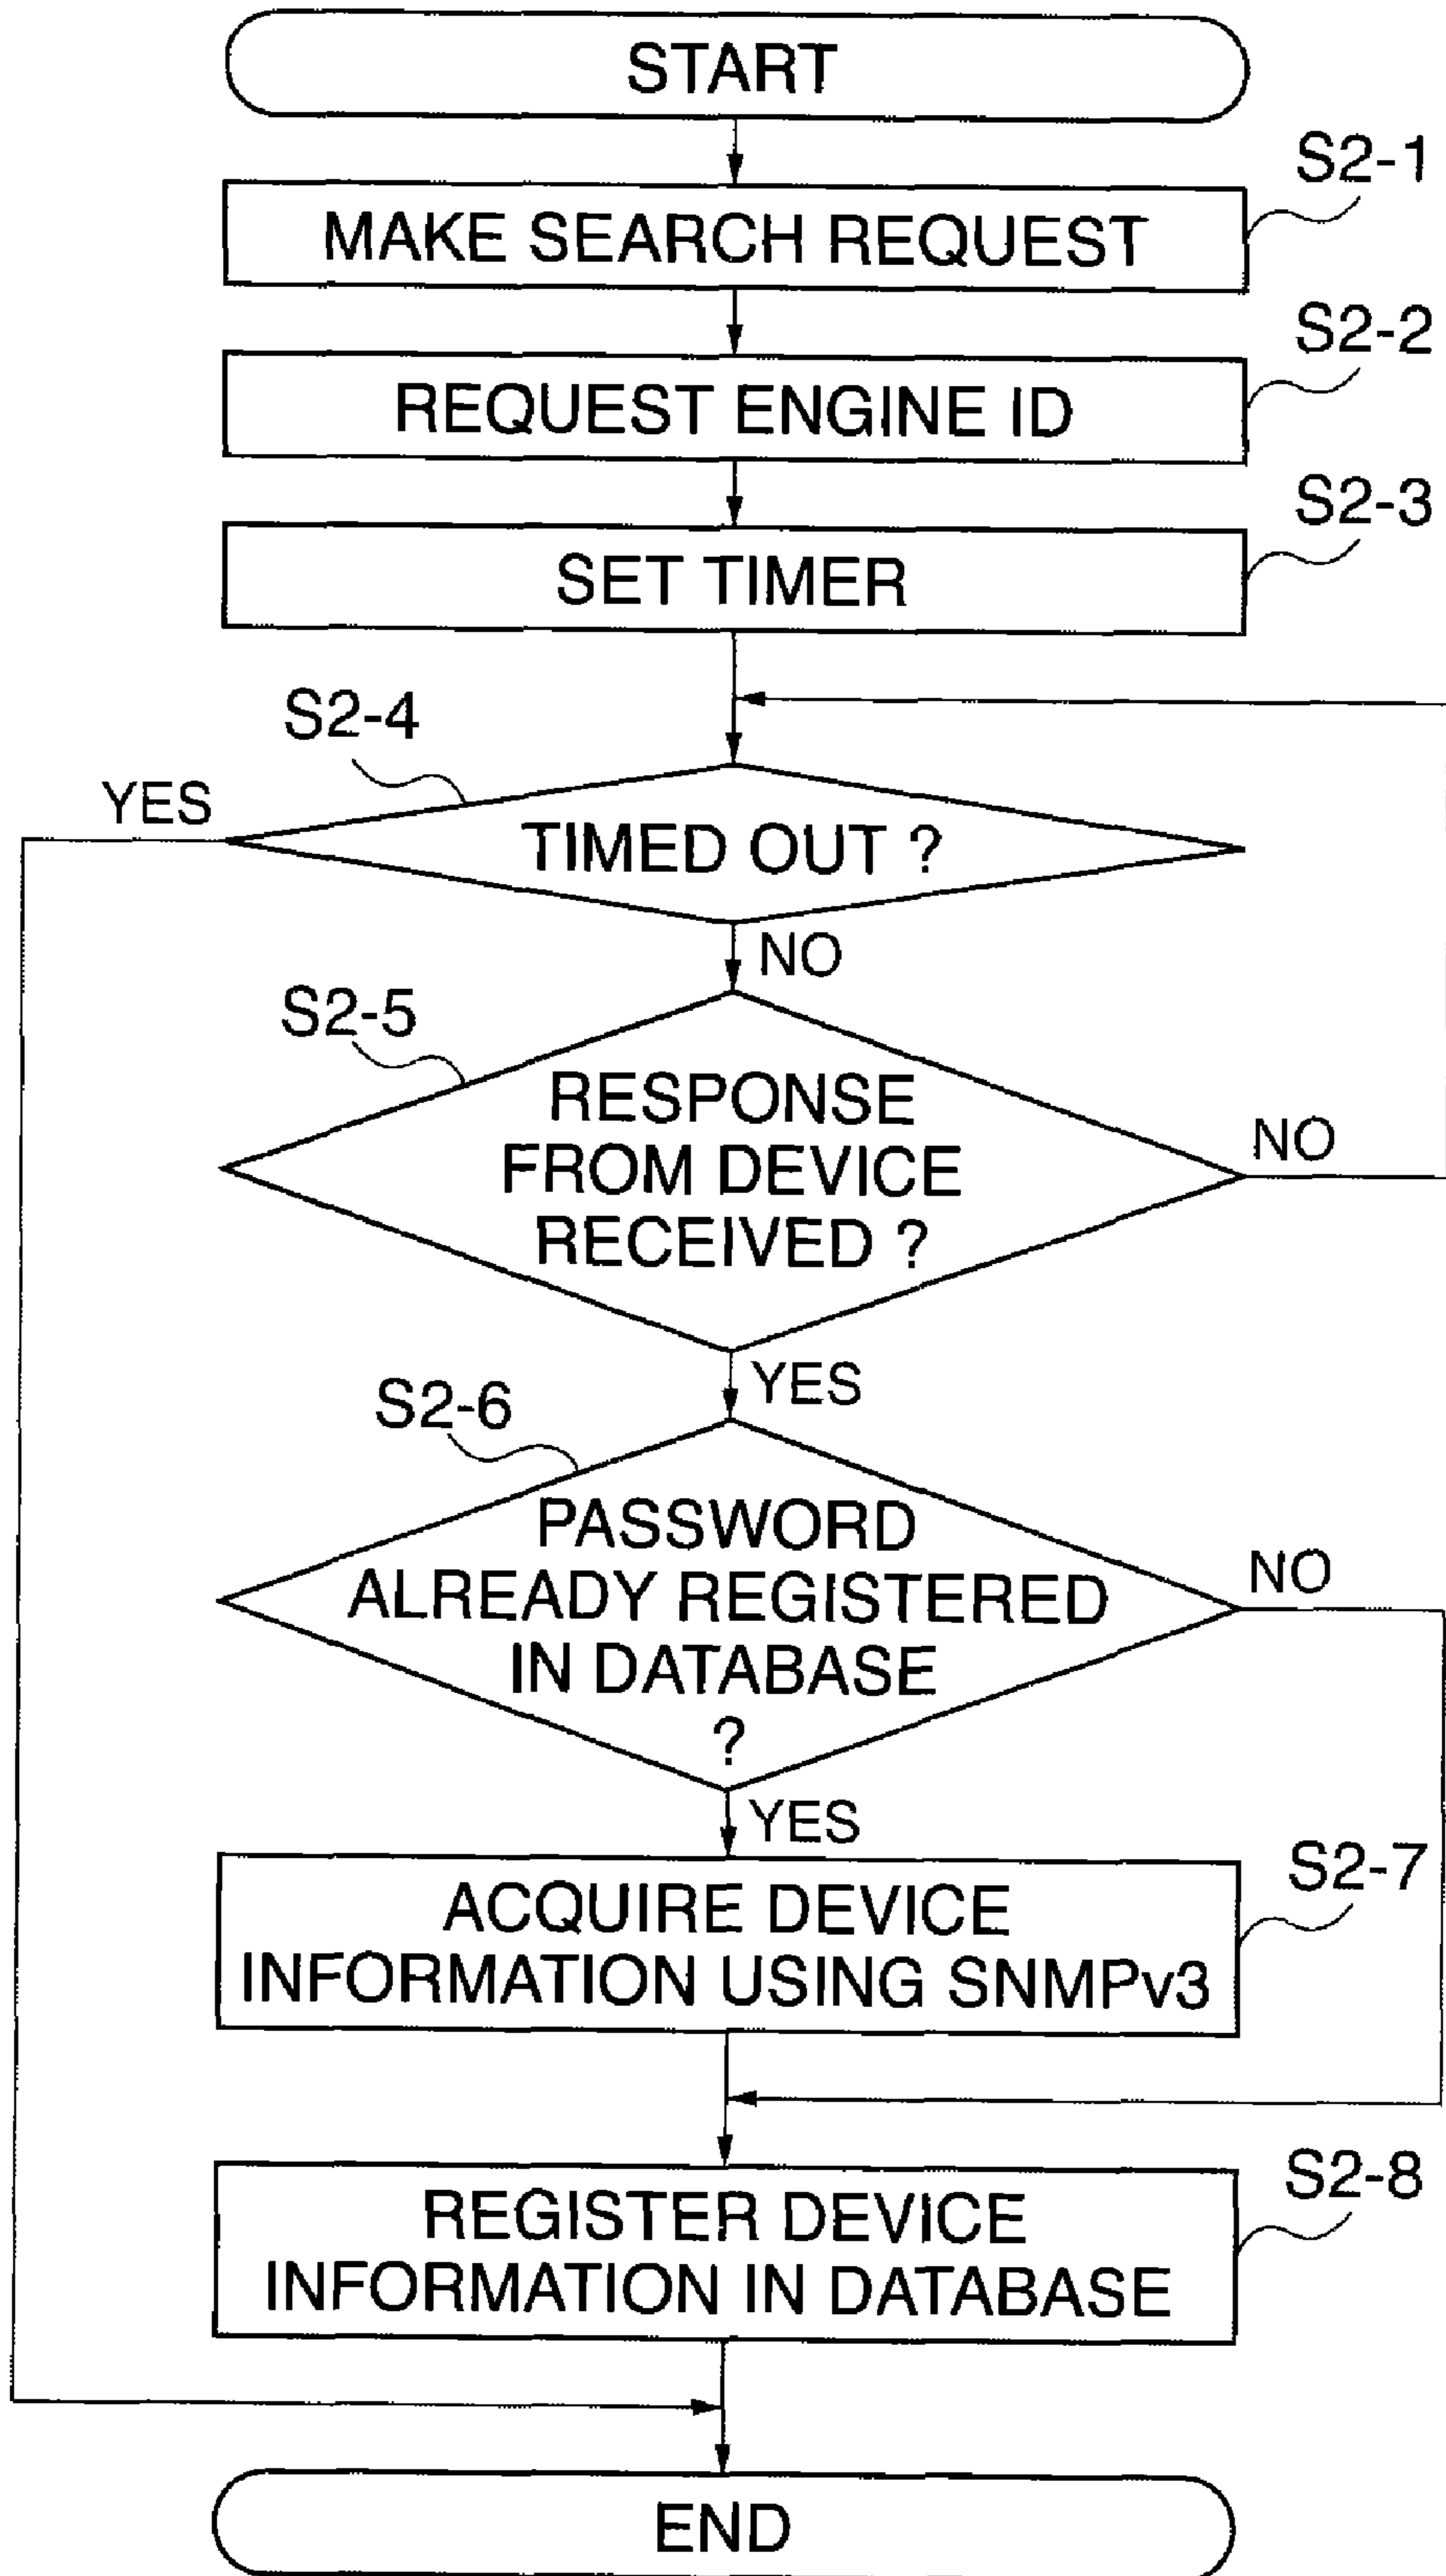 START
S2-1
MAKE SEARCH REQUEST
S2-2
REQUEST ENGINE ID
S2-3
SET TIMER
S2-4
YES
TIMED OUT ?
NO
S2-5
RESPONSE
FROM DEVICE
RECEIVED ?
NO
YES
S2-6
PASSWORD
ALREADY REGISTERED
IN DATABASE
?
NO
YES
S2-7
ACQUIRE DEVICE
INFORMATION USING SNMPv3
S2-8
REGISTER DEVICE
INFORMATION IN DATABASE
END